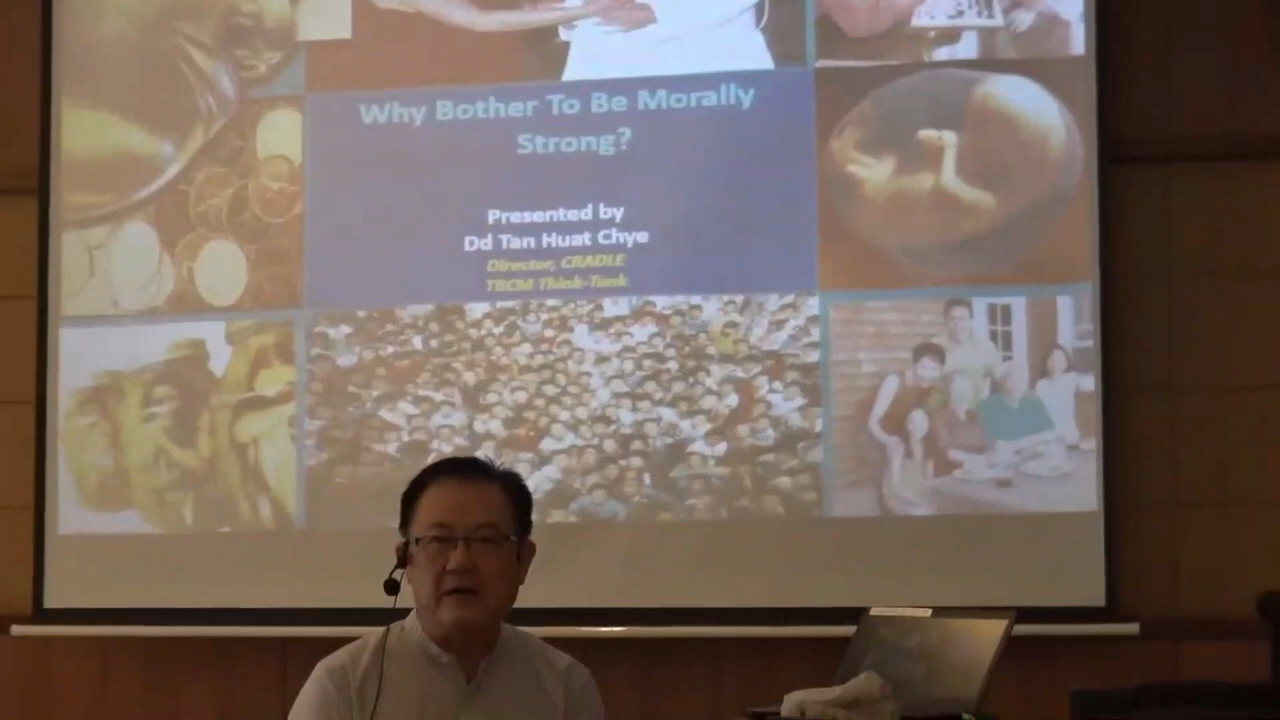 Why Bother To Be Morally
Strong?
Presented by
Dd Tan Huat Chye
Director, CRADLE
TBCM Think-Tank